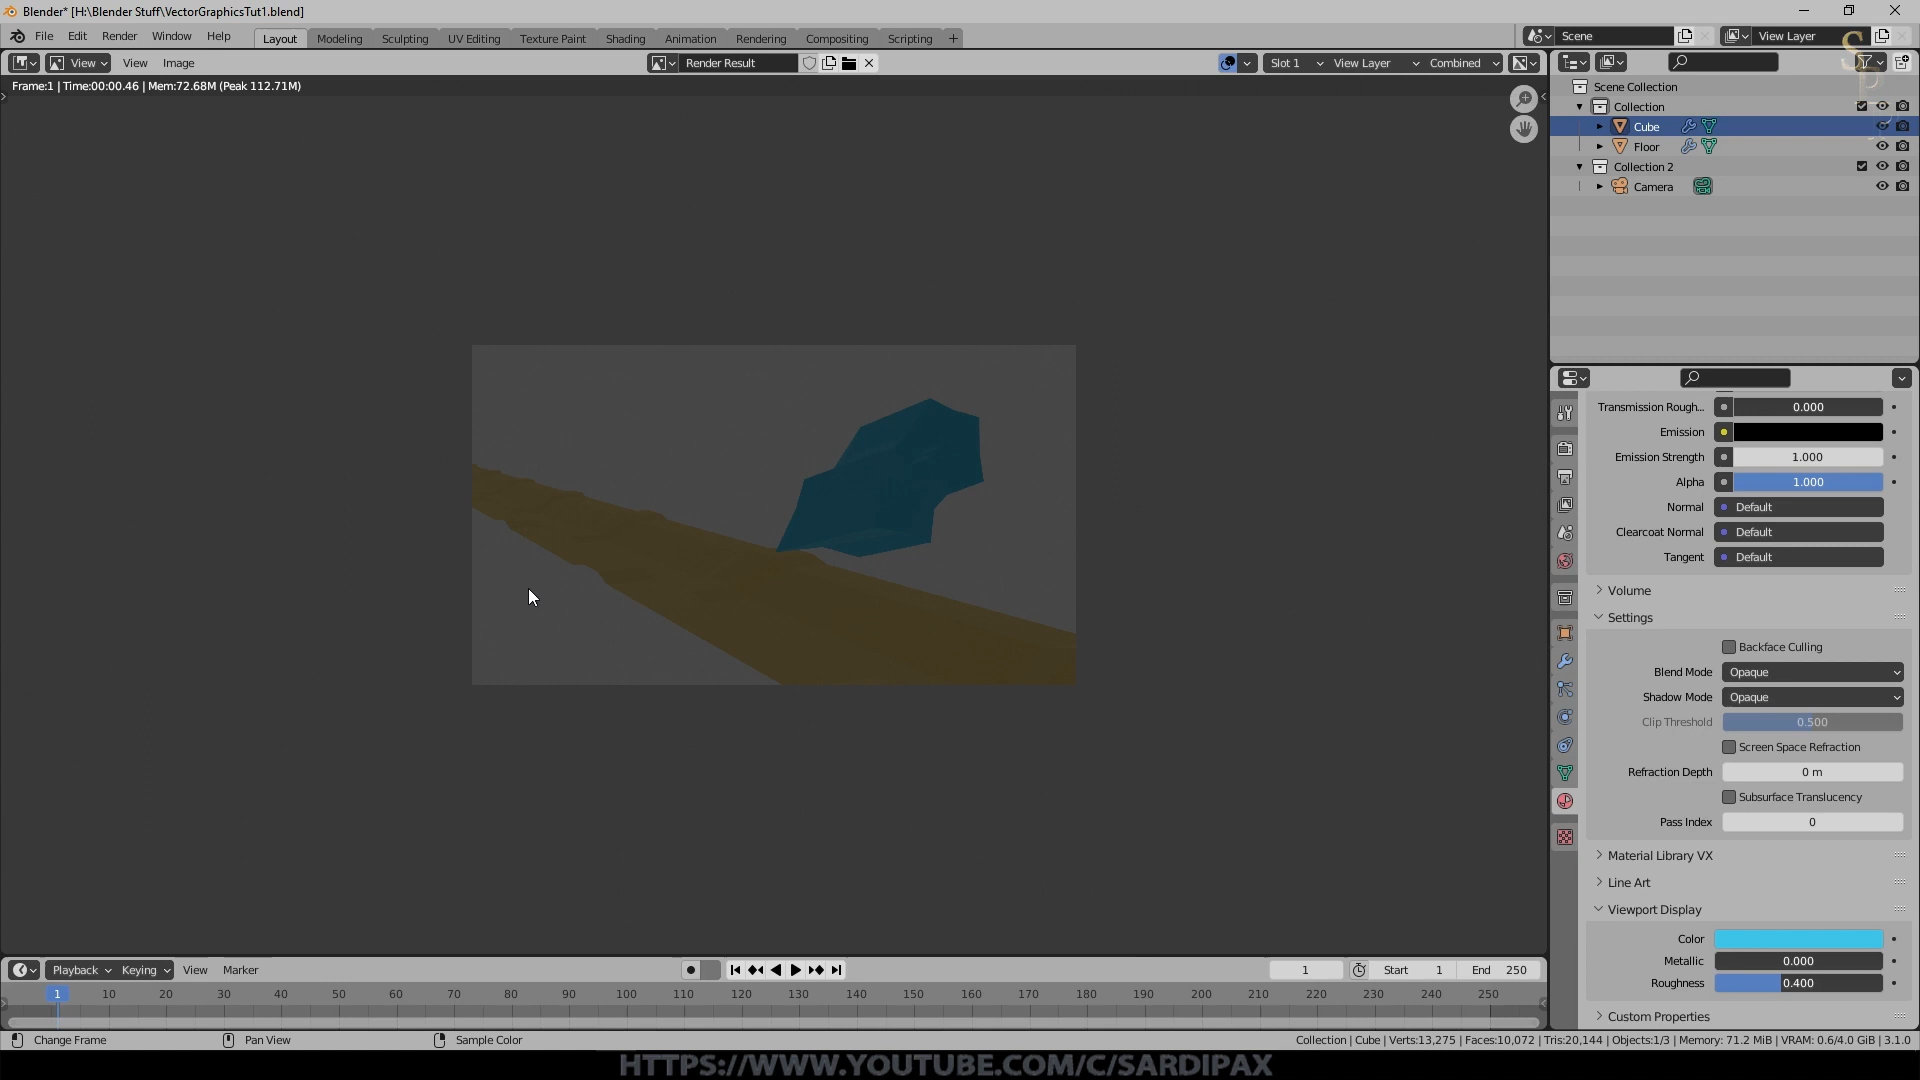 Blender* [H:\Blender Stuff\VectorGraphicsTut1.blend]
File Edit Render Window Help Layout Modeling Sculpting UV Editing Texture Paint Shading Animation Rendering Compositing Scripting + Scene View Layer
View View Image Render Result Slot 1 View Layer Combined
Frame:1 | Time:00:00.46 | Mem:72.68M (Peak 112.71M)
Scene Collection
Collection
Cube
Floor
Collection 2
Camera
Transmission Rough... 0.000
Emission
Emission Strength 1.000
Alpha 1.000
Normal Default
Clearcoat Normal Default
Tangent Default
Volume
Settings
Backface Culling
Blend Mode Opaque
Shadow Mode Opaque
Clip Threshold 0.500
Screen Space Refraction
Refraction Depth 0 m
Subsurface Translucency
Pass Index 0
Material Library VX
Line Art
Viewport Display
Color
Metallic 0.000
Roughness 0.400
Custom Properties
Playback Keying View Marker 1 Start 1 End 250
1 10 20 30 40 50 60 70 80 90 100 110 120 130 140 150 160 170 180 190 200 210 220 230 240 250
Change Frame Pan View Sample Color Collection | Cube | Verts:13,275 | Faces:10,072 | Tris:20,144 | Objects:1/3 | Memory: 71.2 MiB | VRAM: 0.6/4.0 GiB | 3.1.0
HTTPS://WWW.YOUTUBE.COM/C/SARDIPAX